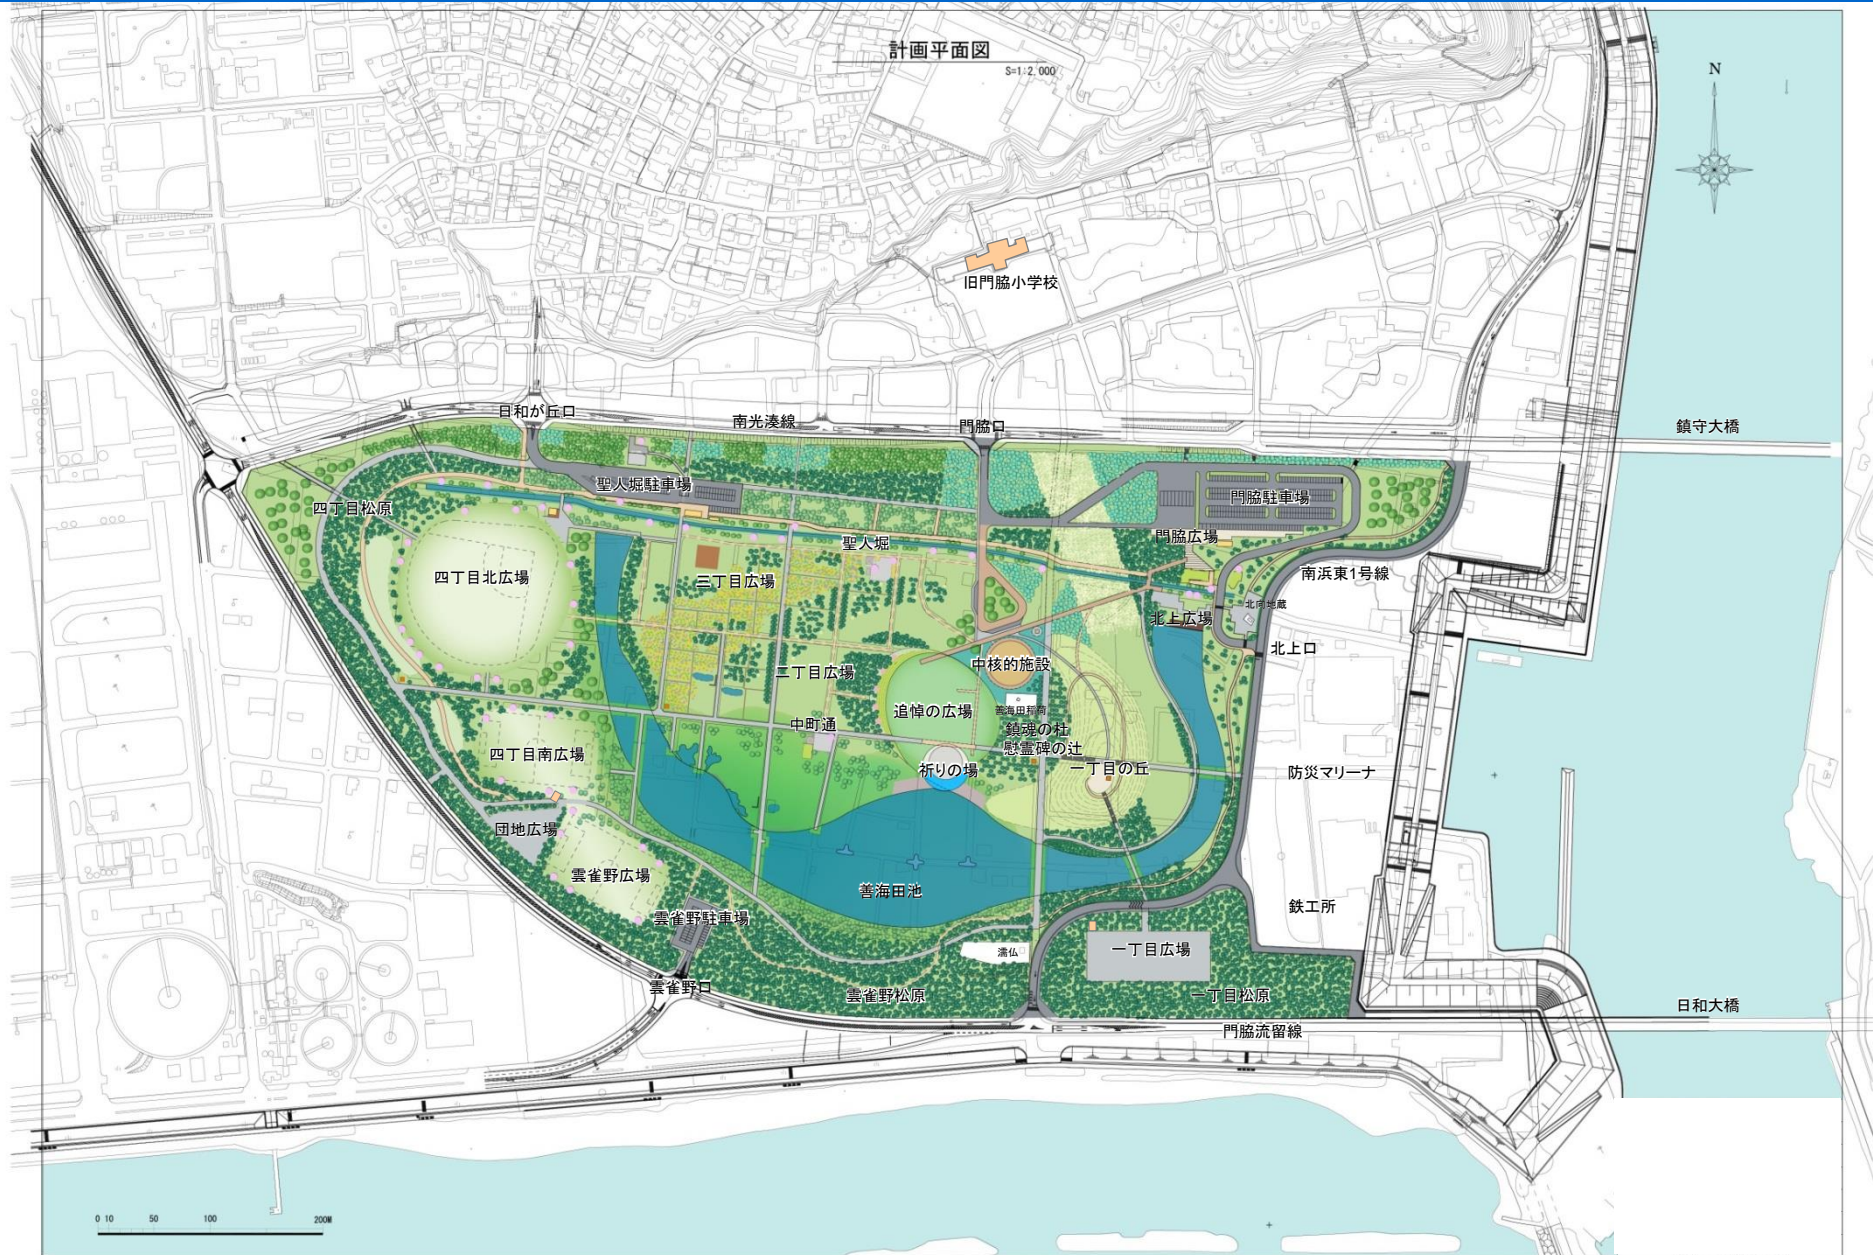 計画平面図
S=1:2,000
N
旧門脇小学校
日和が丘口
南光湊線
門脇口
鎮守大橋
聖人堀駐車場
門脇駐車場
四丁目松原
門脇広場
聖人堀
四丁目北広場
三丁目広場
南浜東1号線
北向地蔵
北上広場
北上口
中核的施設
二丁目広場
追悼の広場
善海田稲荷
中町通
鎮魂の杜
慰霊碑の辻
四丁目南広場
祈りの場
一丁目の丘
防災マリーナ
団地広場
雲雀野広場
善海田池
鉄工所
雲雀野駐車場
一丁目広場
濡仏
雲雀野口
雲雀野松原
一丁目松原
日和大橋
門脇流留線
0 10 50 100 200M